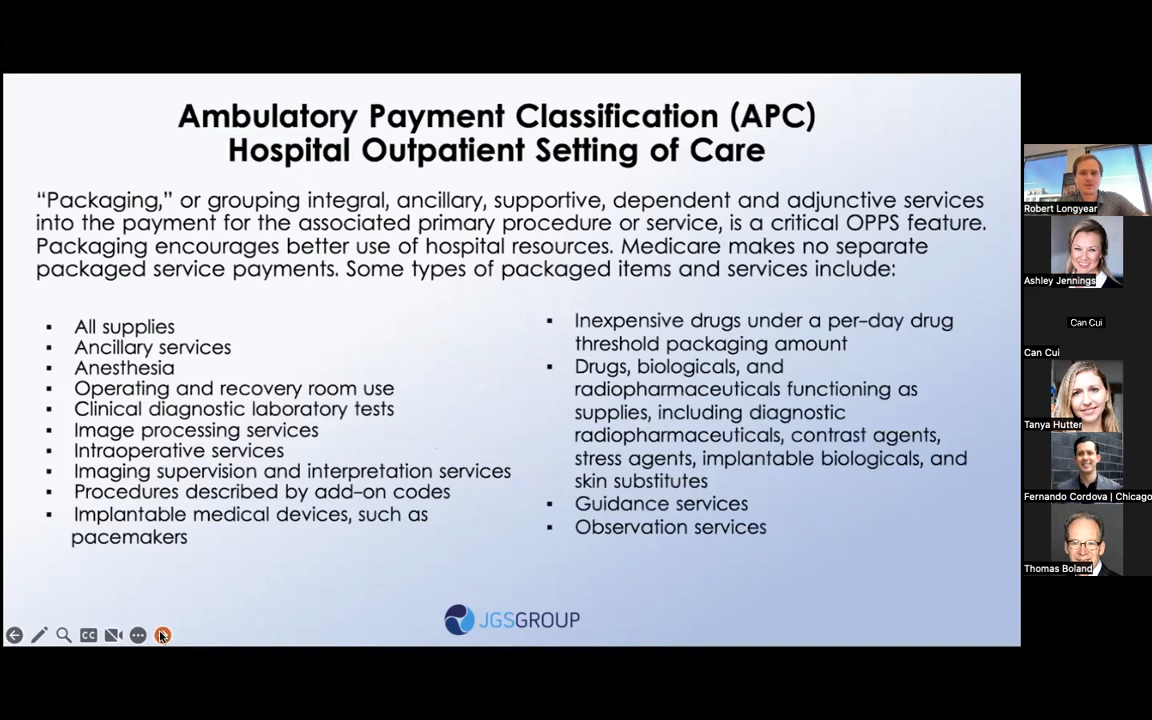 Ambulatory Payment Classification (APC)
Hospital Outpatient Setting of Care
“Packaging,” or grouping integral, ancillary, supportive, dependent and adjunctive services
into the payment for the associated primary procedure or service, is a critical OPPS feature.
Packaging encourages better use of hospital resources. Medicare makes no separate
packaged service payments. Some types of packaged items and services include:
▪ All supplies
▪ Ancillary services
▪ Anesthesia
▪ Operating and recovery room use
▪ Clinical diagnostic laboratory tests
▪ Image processing services
▪ Intraoperative services
▪ Imaging supervision and interpretation services
▪ Procedures described by add-on codes
▪ Implantable medical devices, such as
pacemakers
▪ Inexpensive drugs under a per-day drug
threshold packaging amount
▪ Drugs, biologicals, and
radiopharmaceuticals functioning as
supplies, including diagnostic
radiopharmaceuticals, contrast agents,
stress agents, implantable biologicals, and
skin substitutes
▪ Guidance services
▪ Observation services
JGSGROUP
CC
Robert Longyear
Ashley Jennings
Can Cui
Can Cui
Tanya Hutter
Fernando Cordova | Chicago
Thomas Boland